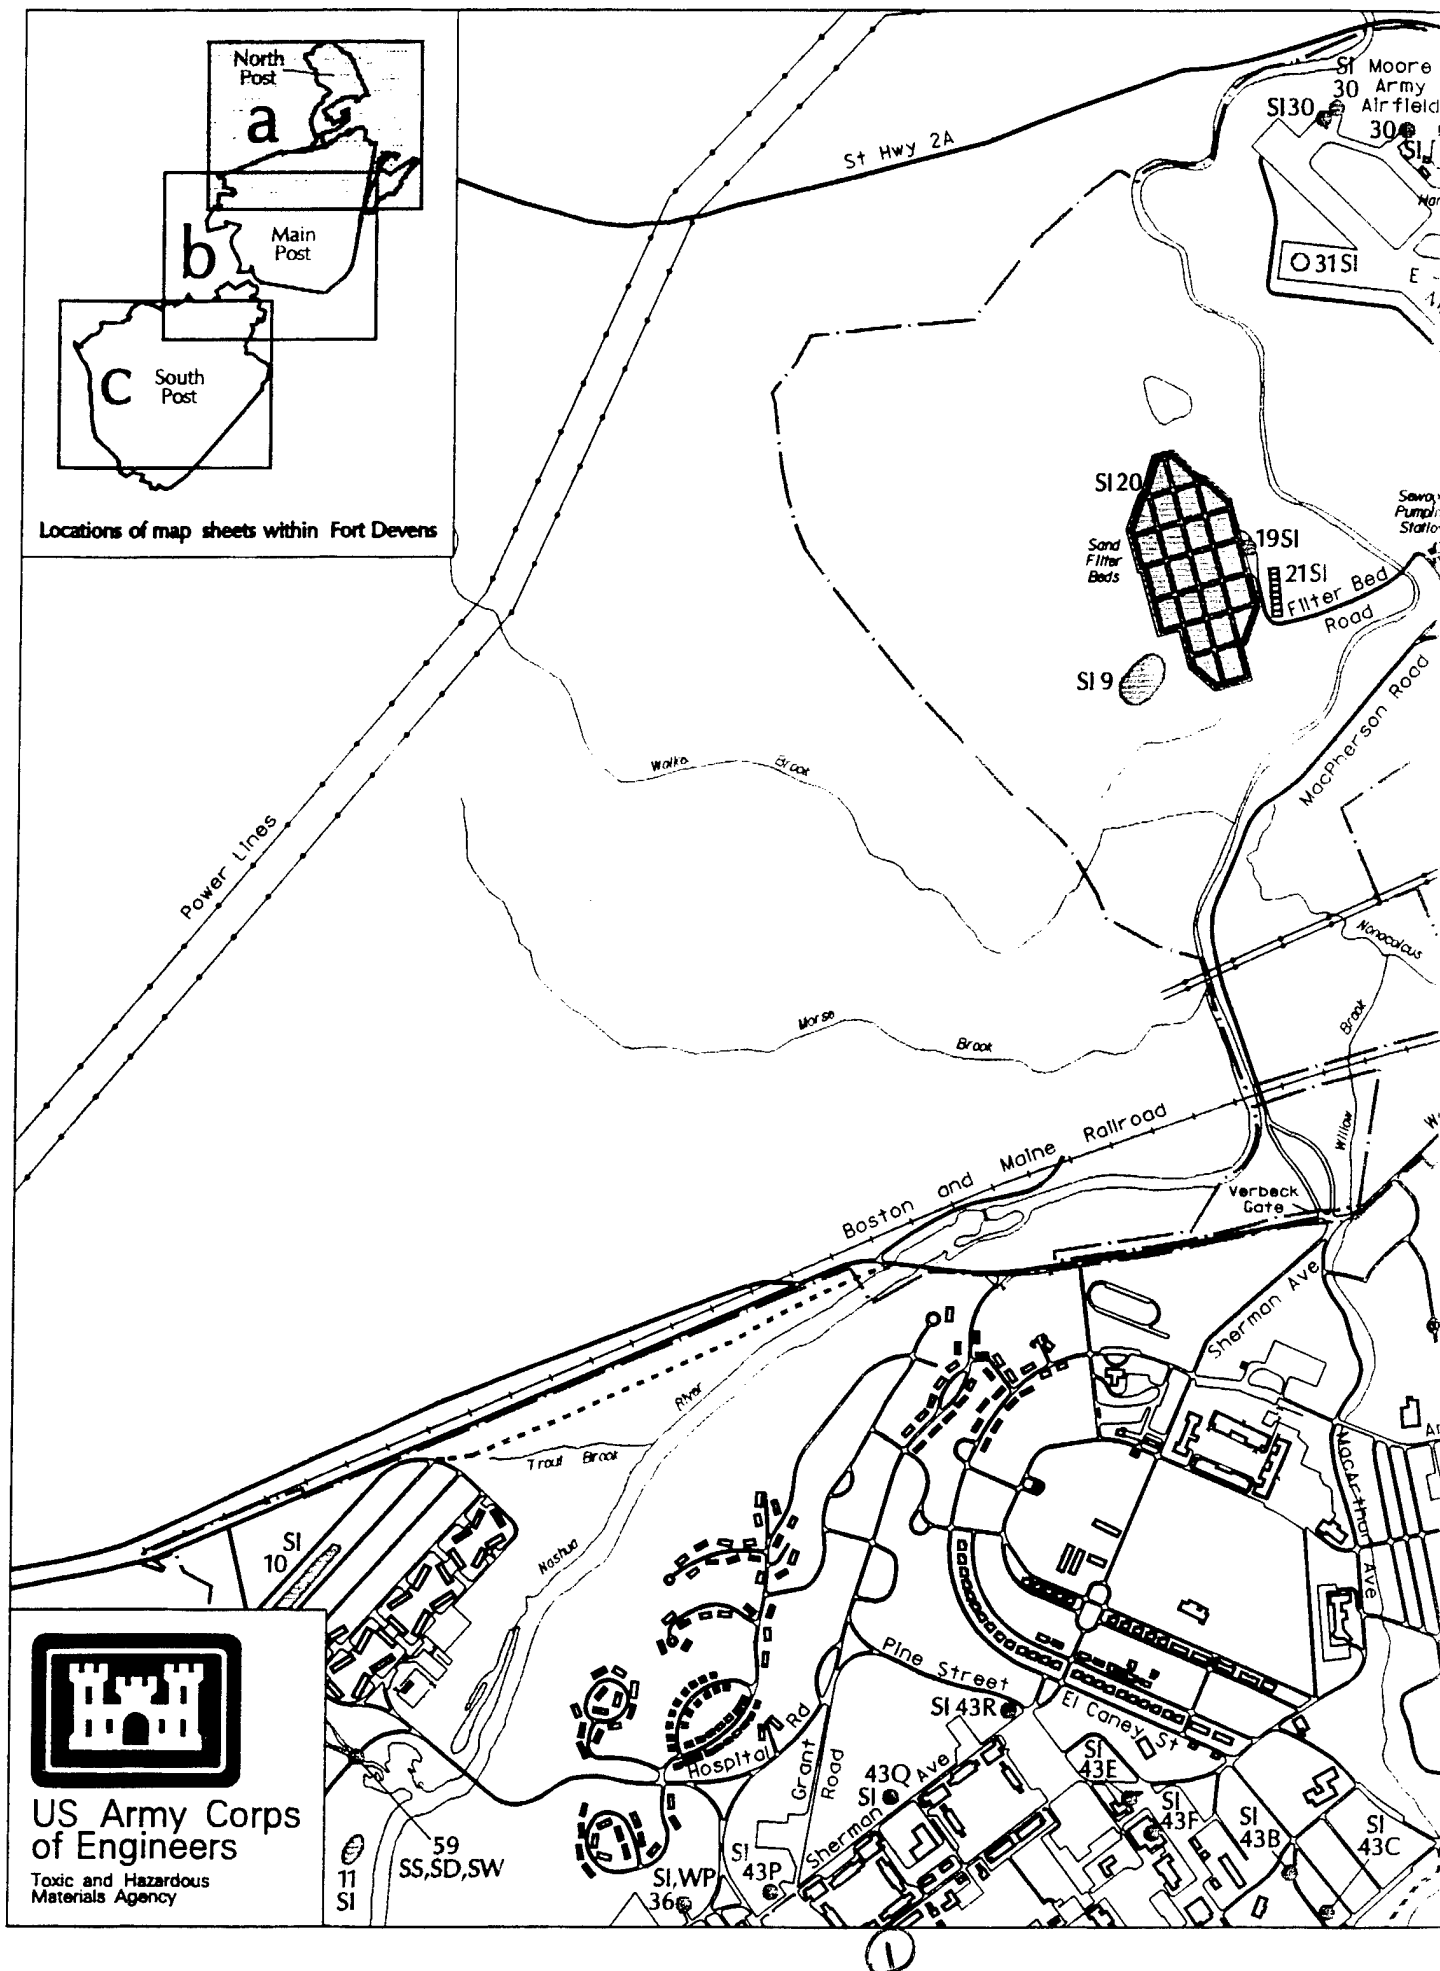 North
Post
a
b
Main
Post
C
South
Post
Locations of map sheets within Fort Devens
St Hwy 2A
SI Moore
30 Army
Airfield
SI30
30
SI
31SI
E
SI20
Sand
Filter
Beds
19SI
21SI
Filter Bed
Road
SI 9
MacPherson Road
Walke Brook
Power Lines
Nonacoicus
Brook
Morse Brook
Willow
Boston and Maine Railroad
Verbeck
Gate
Sherman Ave
River
Trout Brook
Nashua
MacArthur Ave
SI
10
Pine Street
SI 43R
El Caney St
Hospital Rd
Grant
Road
43Q
SI
Sherman Ave
SI
43E
SI
43F
SI
43B
SI
43C
US Army Corps
of Engineers
Toxic and Hazardous
Materials Agency
11
SI
59
SS,SD,SW
SI,WP
36
SI
43P
1